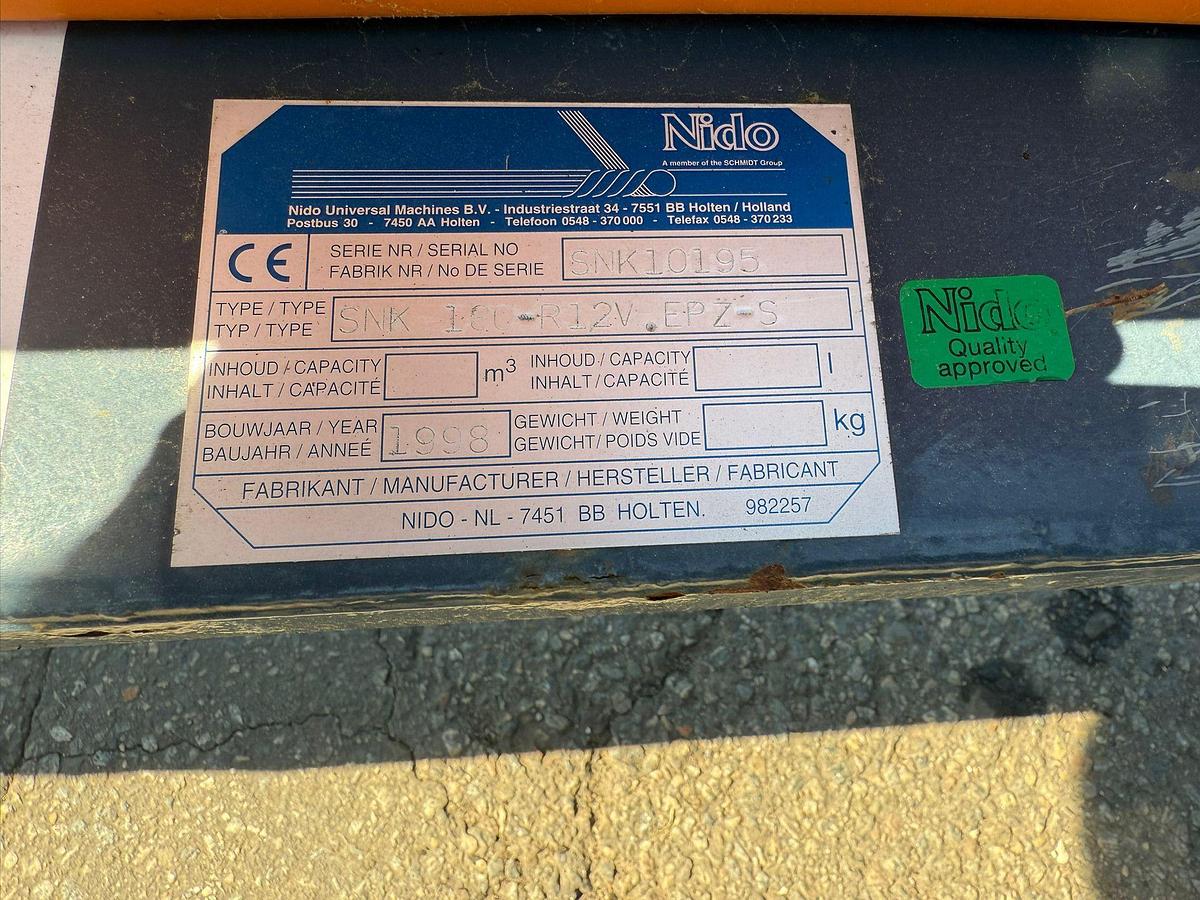 Nido
A member of the SCHMIDT Group
Nido Universal Machines B.V. - Industriestraat 34 - 7551 BB Holten / Holland
Postbus 30 - 7450 AA Holten - Telefoon 0548 - 370 000 - Telefax 0548 - 370 233
CE
SERIE NR / SERIAL NO
FABRIK NR / No DE SERIE
SNK10195
TYPE / TYPE
TYP / TYPE
SNK 180-R12V.EPZ-S
INHOUD / CAPACITY
INHALT / CAPACITÉ
m³
INHOUD / CAPACITY
INHALT / CAPACITÉ
l
BOUWJAAR / YEAR
BAUJAHR / ANNEÉ
1998
GEWICHT / WEIGHT
GEWICHT / POIDS VIDE
kg
FABRIKANT / MANUFACTURER / HERSTELLER / FABRICANT
NIDO - NL - 7451 BB HOLTEN. 982257
Nido
Quality
approved